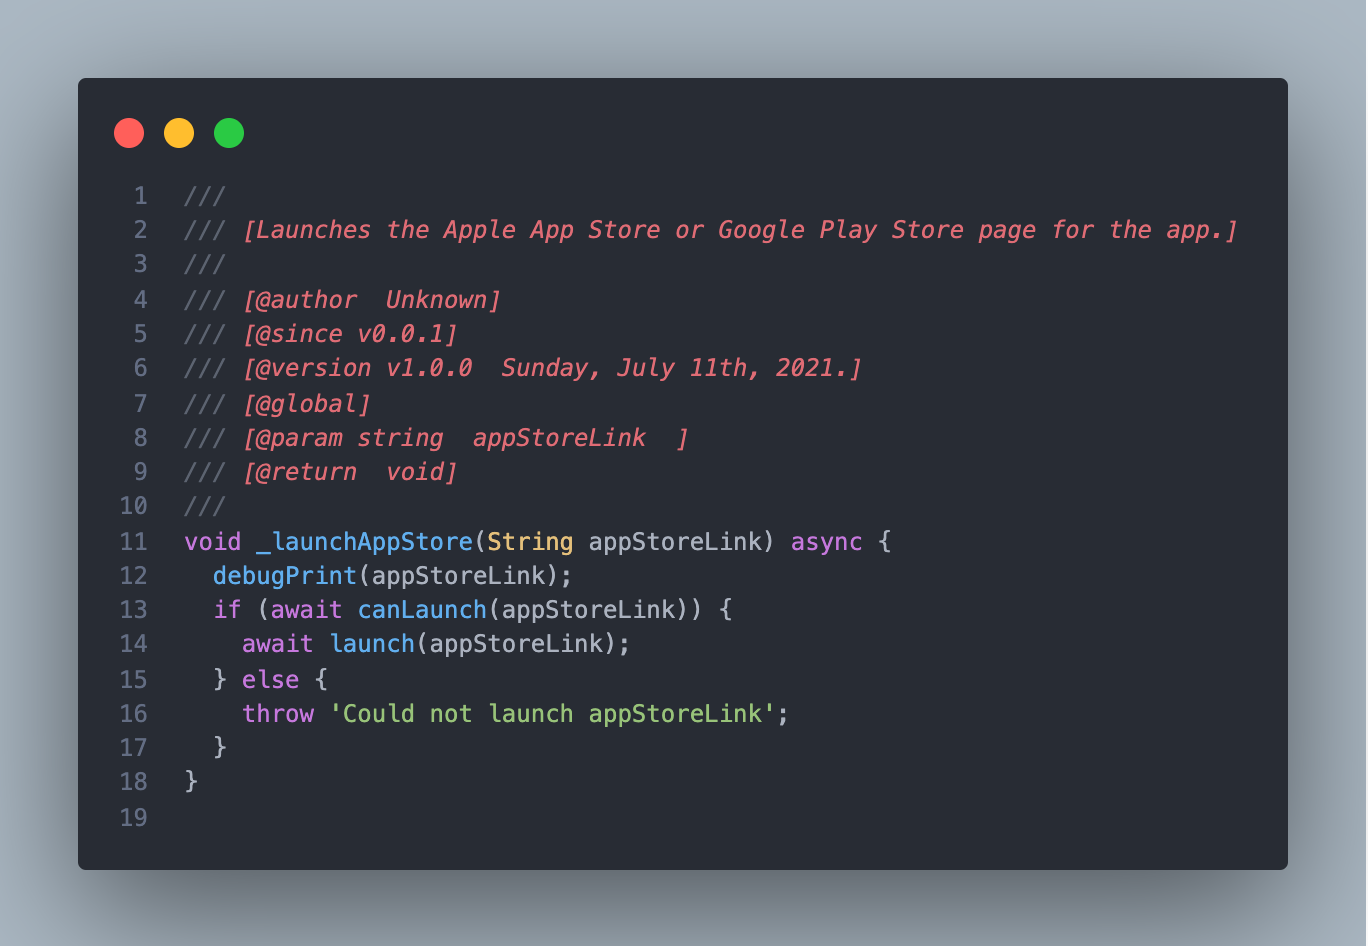 1 ///
2 /// [Launches the Apple App Store or Google Play Store page for the app.]
3 ///
4 /// [@author  Unknown]
5 /// [@since v0.0.1]
6 /// [@version v1.0.0  Sunday, July 11th, 2021.]
7 /// [@global]
8 /// [@param string  appStoreLink  ]
9 /// [@return  void]
10 ///
11 void _launchAppStore(String appStoreLink) async {
12   debugPrint(appStoreLink);
13   if (await canLaunch(appStoreLink)) {
14     await launch(appStoreLink);
15   } else {
16     throw 'Could not launch appStoreLink';
17   }
18 }
19